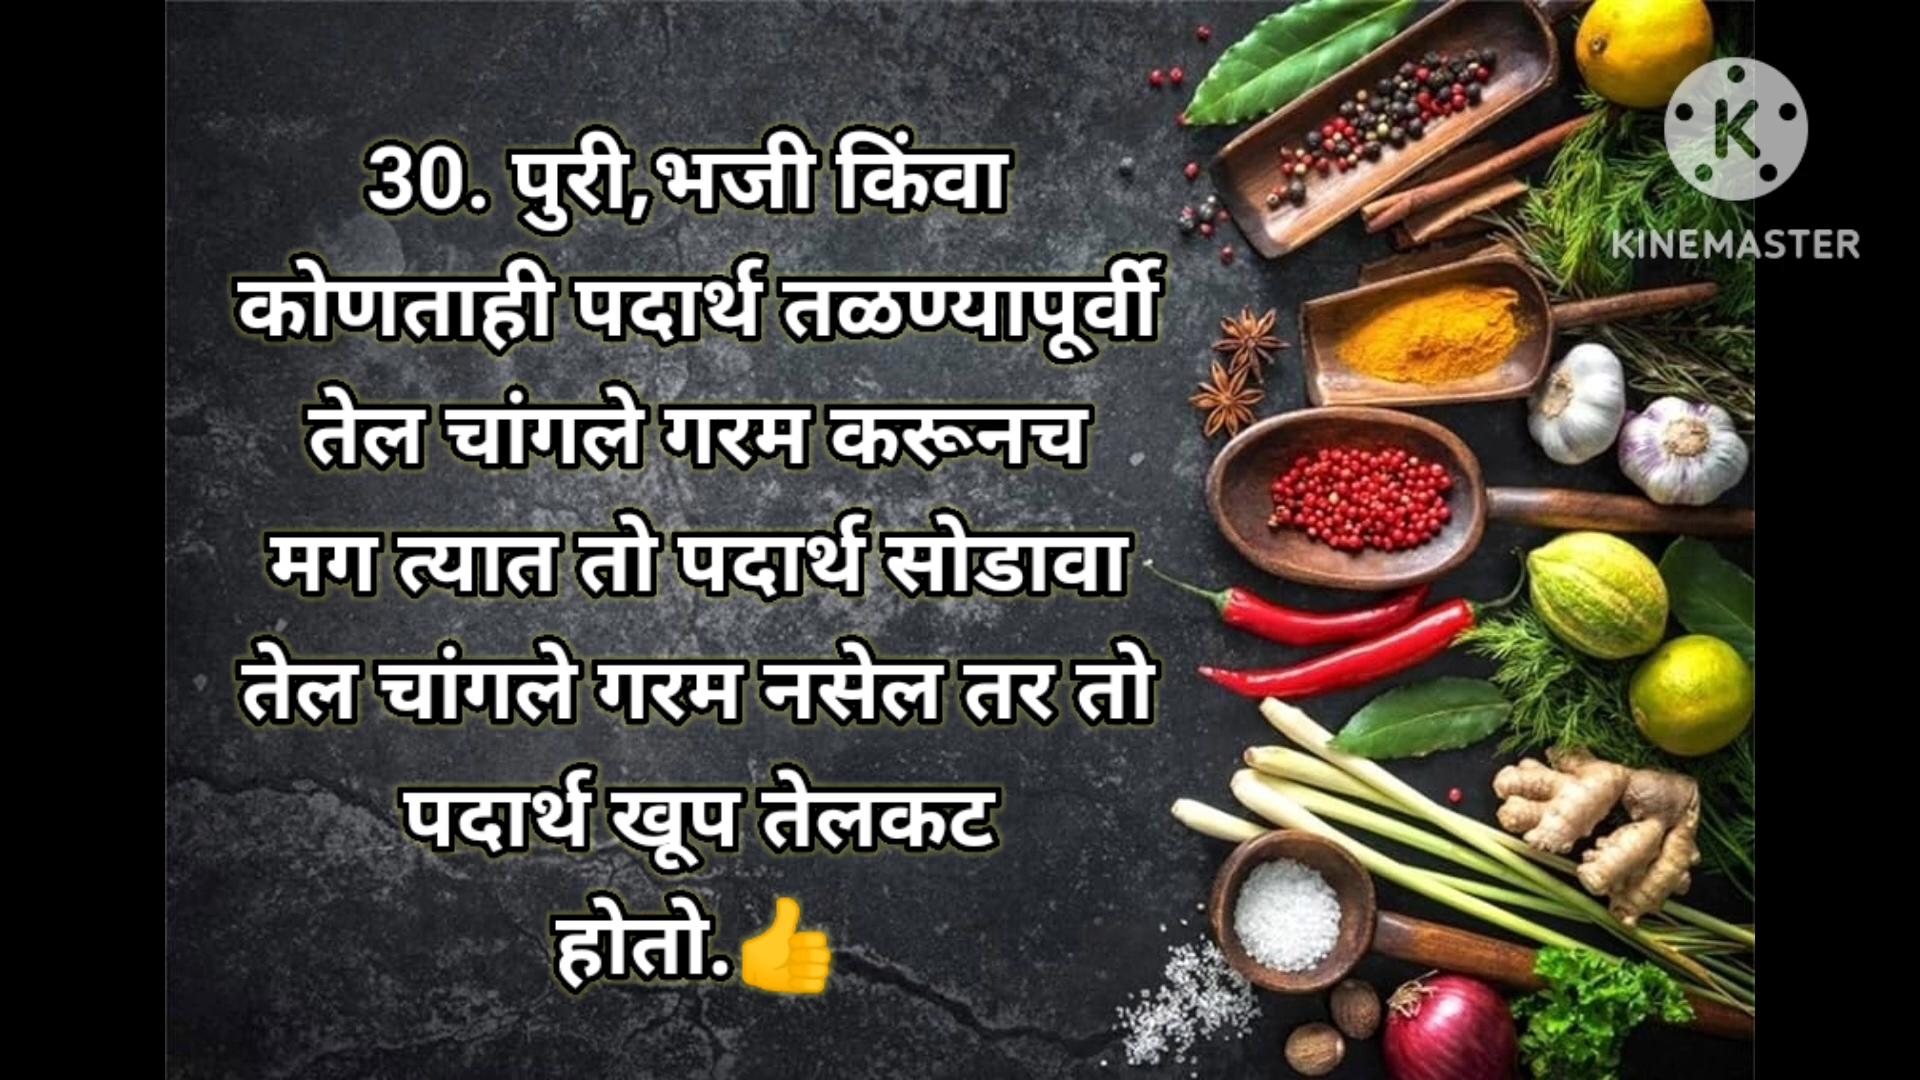 30. पुरी,भजी किंवा
कोणताही पदार्थ तळण्यापूर्वी
तेल चांगले गरम करूनच
मग त्यात तो पदार्थ सोडावा
तेल चांगले गरम नसेल तर तो
पदार्थ खूप तेलकट
होतो.👍
K
KINEMASTER